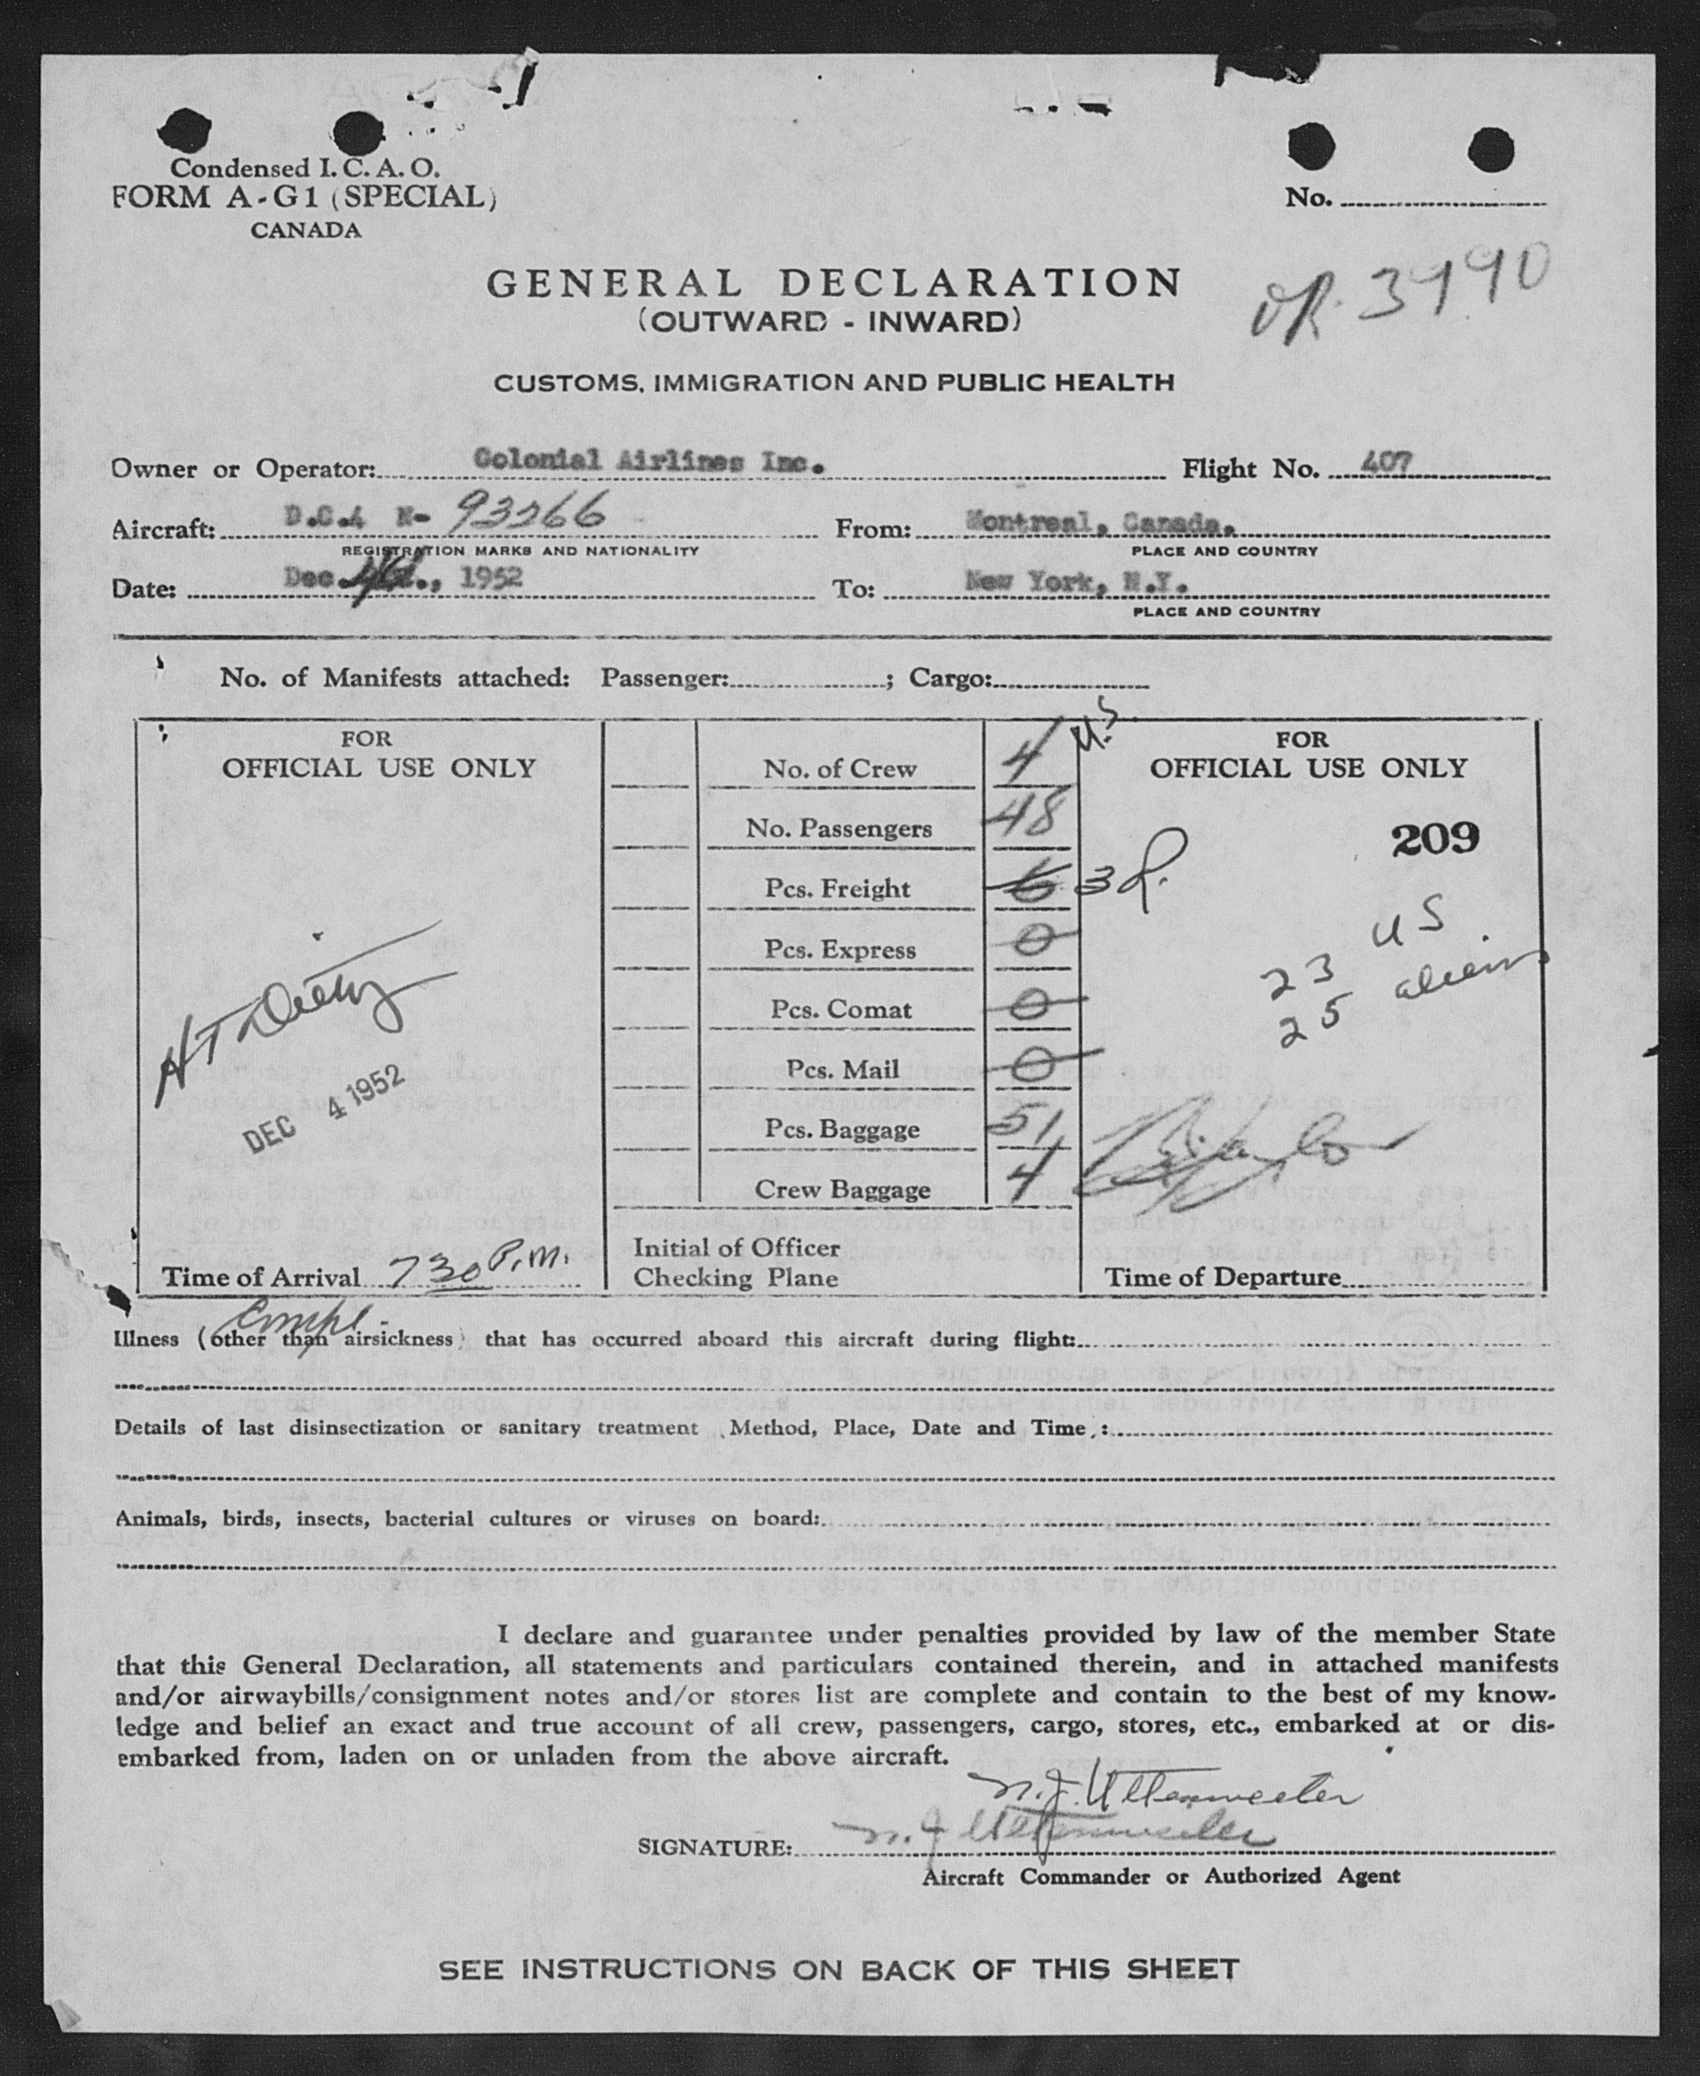 Condensed I. C. A. O.
FORM A-G1 (SPECIAL)
CANADA
No.
3990
GENERAL DECLARATION
(OUTWARD - INWARD)
CUSTOMS, IMMIGRATION AND PUBLIC HEALTH
Owner or Operator: Colonial Airlines Inc. Flight No. 407
Aircraft: D.C.4 N- 93266 From: Montreal, Canada.
REGISTRATION MARKS AND NATIONALITY PLACE AND COUNTRY
Date: Dec. 4, 1952 To: New York, N.Y.
PLACE AND COUNTRY
No. of Manifests attached: Passenger: ; Cargo:
FOR
OFFICIAL USE ONLY
DEC 4 1952
Time of Arrival 730 P.M.
No. of Crew 4 U.S.
No. Passengers 48
Pcs. Freight 6 3
Pcs. Express 0
Pcs. Comat 0
Pcs. Mail 0
Pcs. Baggage 51
Crew Baggage 4
Initial of Officer
Checking Plane
FOR
OFFICIAL USE ONLY
209
23 US
25 aliens
Time of Departure
Illness (other than airsickness) that has occurred aboard this aircraft during flight:
Details of last disinsectization or sanitary treatment (Method, Place, Date and Time):
Animals, birds, insects, bacterial cultures or viruses on board:
I declare and guarantee under penalties provided by law of the member State
that this General Declaration, all statements and particulars contained therein, and in attached manifests
and/or airwaybills/consignment notes and/or stores list are complete and contain to the best of my know-
ledge and belief an exact and true account of all crew, passengers, cargo, stores, etc., embarked at or dis-
embarked from, laden on or unladen from the above aircraft.
SIGNATURE:
Aircraft Commander or Authorized Agent
SEE INSTRUCTIONS ON BACK OF THIS SHEET